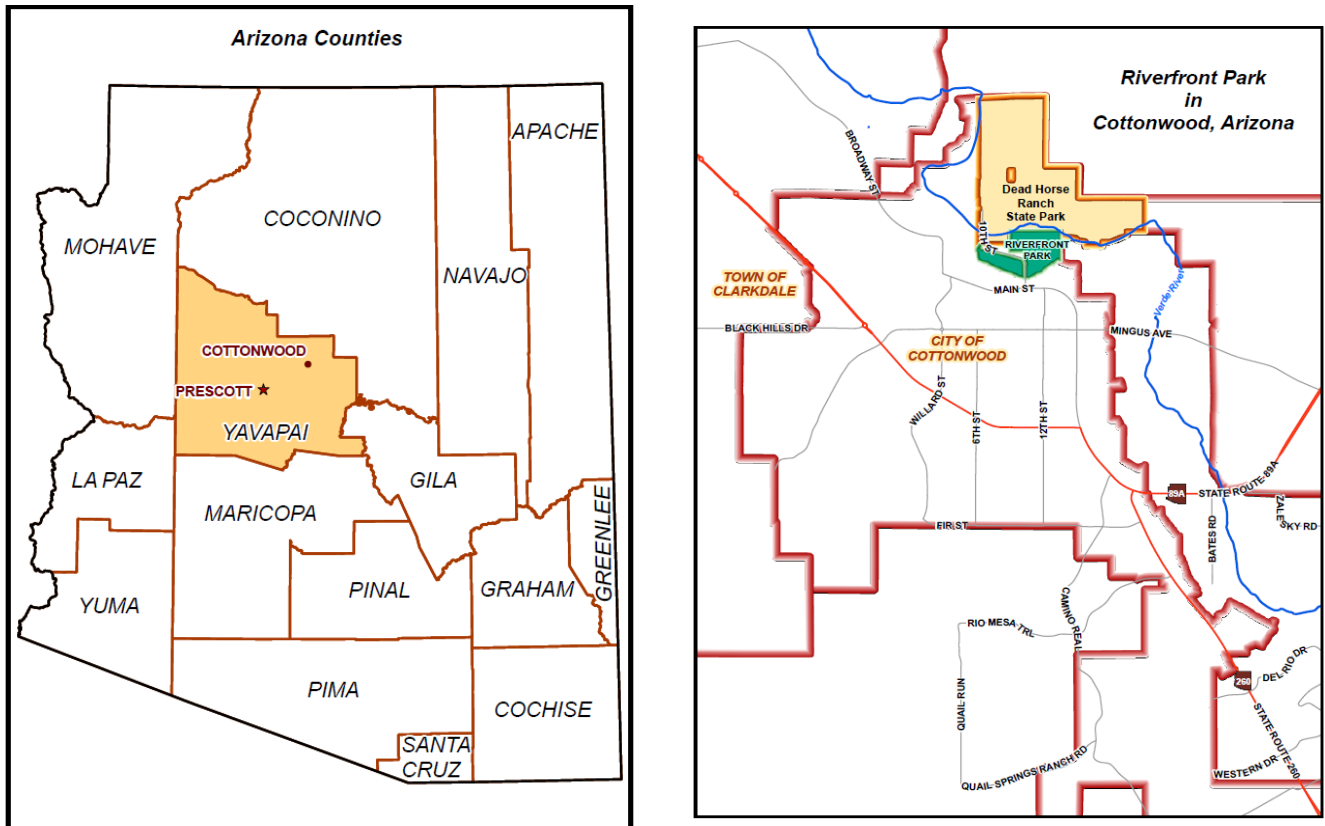 Arizona Counties
APACHE
COCONINO
MOHAVE
NAVAJO
COTTONWOOD
PRESCOTT
YAVAPAI
LA PAZ
GILA
MARICOPA
GREENLEE
PINAL
GRAHAM
YUMA
PIMA
COCHISE
SANTA
CRUZ
Riverfront Park
in
Cottonwood, Arizona
BROADWAY ST
Dead Horse
Ranch
State Park
10TH ST
RIVERFRONT
PARK
TOWN OF
CLARKDALE
MAIN ST
Verde River
BLACK HILLS DR
MINGUS AVE
CITY OF
COTTONWOOD
WILLARD ST
6TH ST
12TH ST
89A
STATE ROUTE 89A
ZALESKY RD
FIR ST
BATES RD
CAMINO REAL
RIO MESA TRL
QUAIL RUN
260
DEL RIO DR
STATE ROUTE 260
WESTERN DR
QUAIL SPRINGS RANCH RD